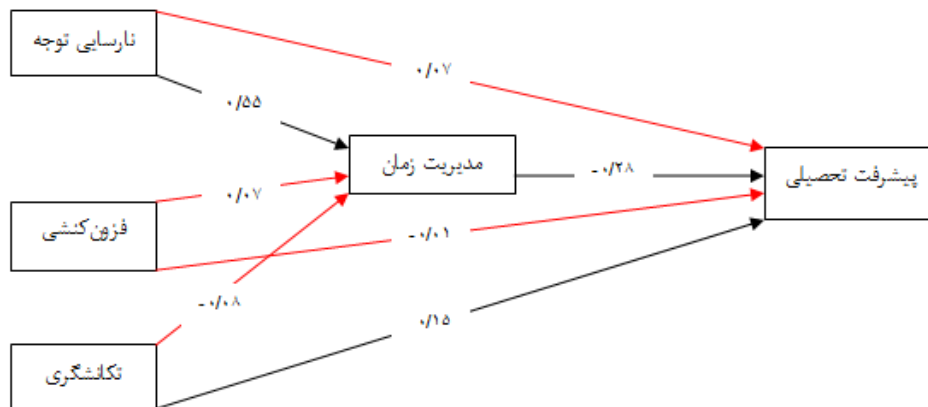 نارسایی توجه
۰/۰۷
۰/۵۵
مدیریت زمان
-۰/۲۸
پیشرفت تحصیلی
۰/۰۷
فزون‌کنشی
-۰/۰۱
-۰/۰۸
۰/۱۵
تکانشگری